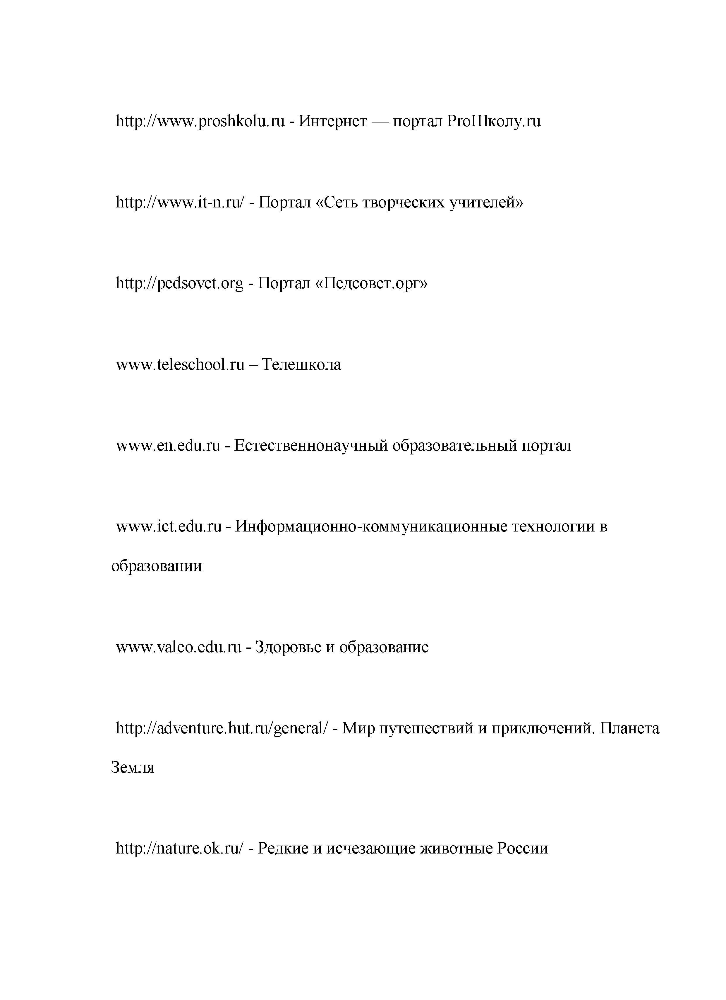 http://www.proshkolu.ru - Интернет — портал ProШколу.ru
http://www.it-n.ru/ - Портал «Сеть творческих учителей»
http://pedsovet.org - Портал «Педсовет.орг»
www.teleschool.ru – Телешкола
www.en.edu.ru - Естественнонаучный образовательный портал
www.ict.edu.ru - Информационно-коммуникационные технологии в
образовании
www.valeo.edu.ru - Здоровье и образование
http://adventure.hut.ru/general/ - Мир путешествий и приключений. Планета
Земля
http://nature.ok.ru/ - Редкие и исчезающие животные России